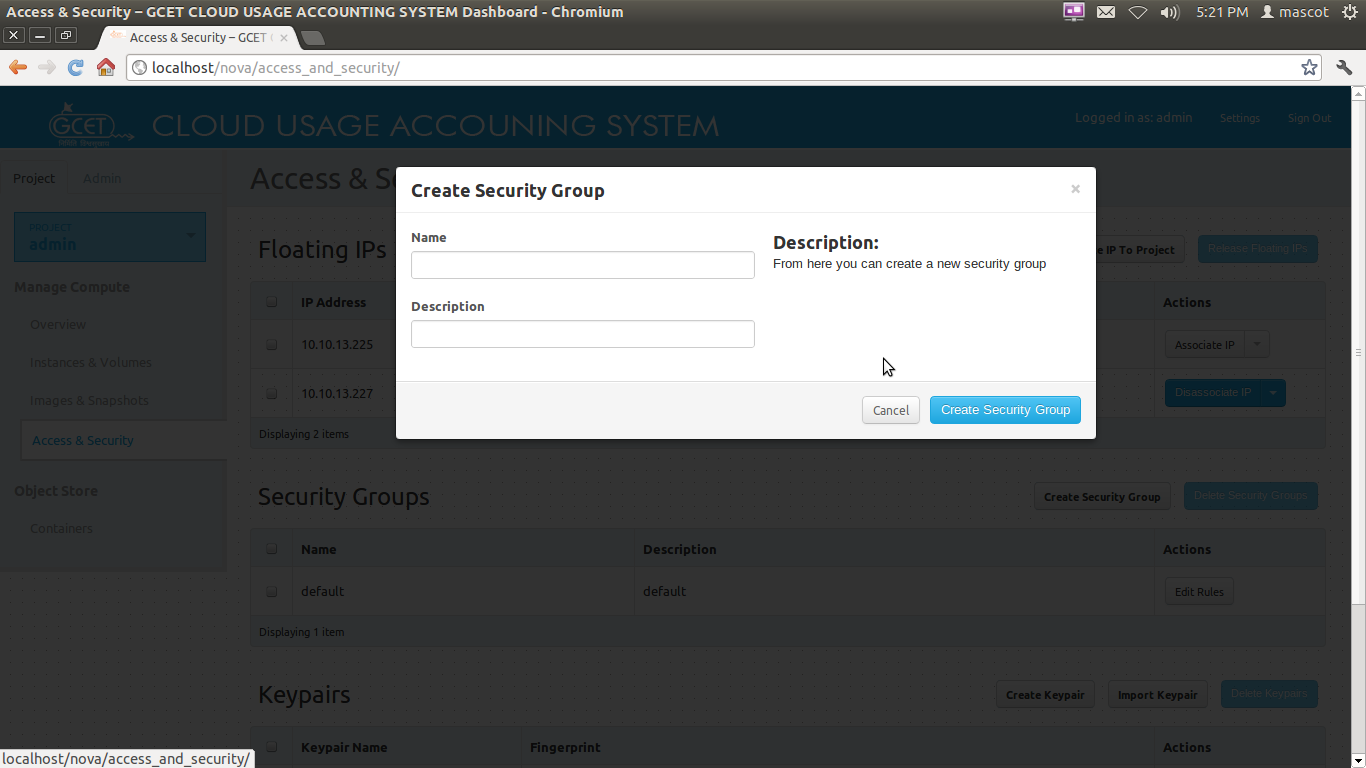 Access & Security – GCET CLOUD USAGE ACCOUNTING SYSTEM Dashboard - Chromium
5:21 PM
mascot
Access & Security – GCET
localhost/nova/access_and_security/
GCET
CLOUD USAGE ACCOUNING SYSTEM
Logged in as: admin
Settings
Sign Out
Project
Admin
PROJECT
admin
Manage Compute
Overview
Instances & Volumes
Images & Snapshots
Access & Security
Object Store
Containers
Access & S
Create Security Group
×
Name
Description
Description:
From here you can create a new security group
Cancel
Create Security Group
Floating IPs
IP To Project
Release Floating IPs
IP Address
Actions
10.10.13.225
Associate IP
10.10.13.227
Disassociate IP
Displaying 2 items
Security Groups
Create Security Group
Delete Security Groups
Name
Description
Actions
default
default
Edit Rules
Displaying 1 item
Keypairs
Create Keypair
Import Keypair
Delete Keypairs
Keypair Name
Fingerprint
Actions
localhost/nova/access_and_security/